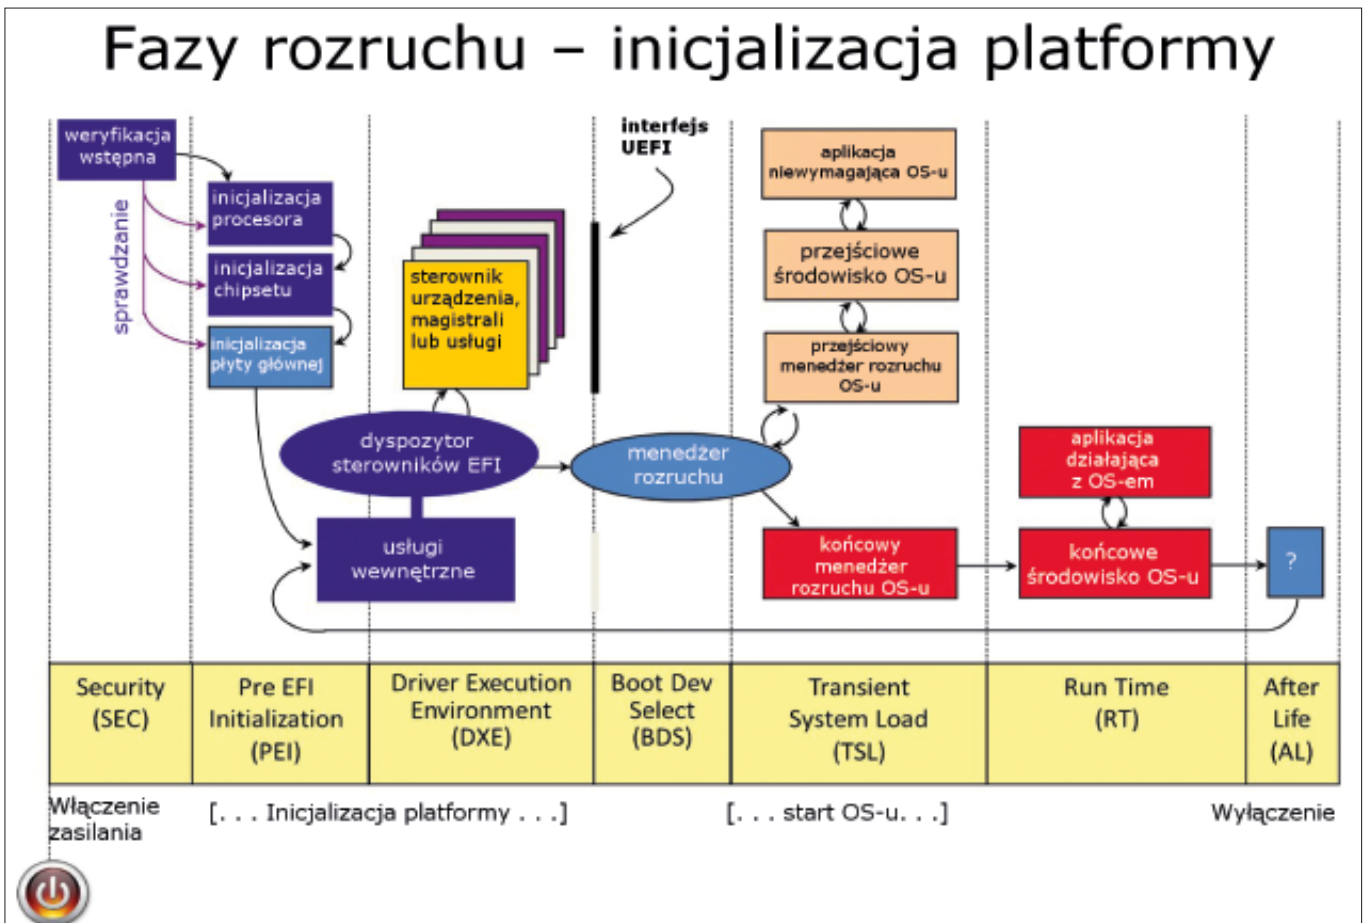 Fazy rozruchu – inicjalizacja platformy
weryfikacja
wstępna
sprawdzanie
inicjalizacja
procesora
inicjalizacja
chipsetu
inicjalizacja
płyty głównej
sterownik
urządzenia,
magistrali
lub usługi
interfejs
UEFI
dyspozytor
sterowników EFI
usługi
wewnętrzne
menedżer
rozruchu
aplikacja
niewymagająca OS-u
przejściowe
środowisko OS-u
przejściowy
menedżer rozruchu
OS-u
końcowy
menedżer
rozruchu OS-u
aplikacja
działająca
z OS-em
końcowe
środowisko OS-u
?
Security
(SEC)
Pre EFI
Initialization
(PEI)
Driver Execution
Environment
(DXE)
Boot Dev
Select
(BDS)
Transient
System Load
(TSL)
Run Time
(RT)
After
Life
(AL)
Włączenie
zasilania
[. . . Inicjalizacja platformy . . .]
[. . . start OS-u. . .]
Wyłączenie